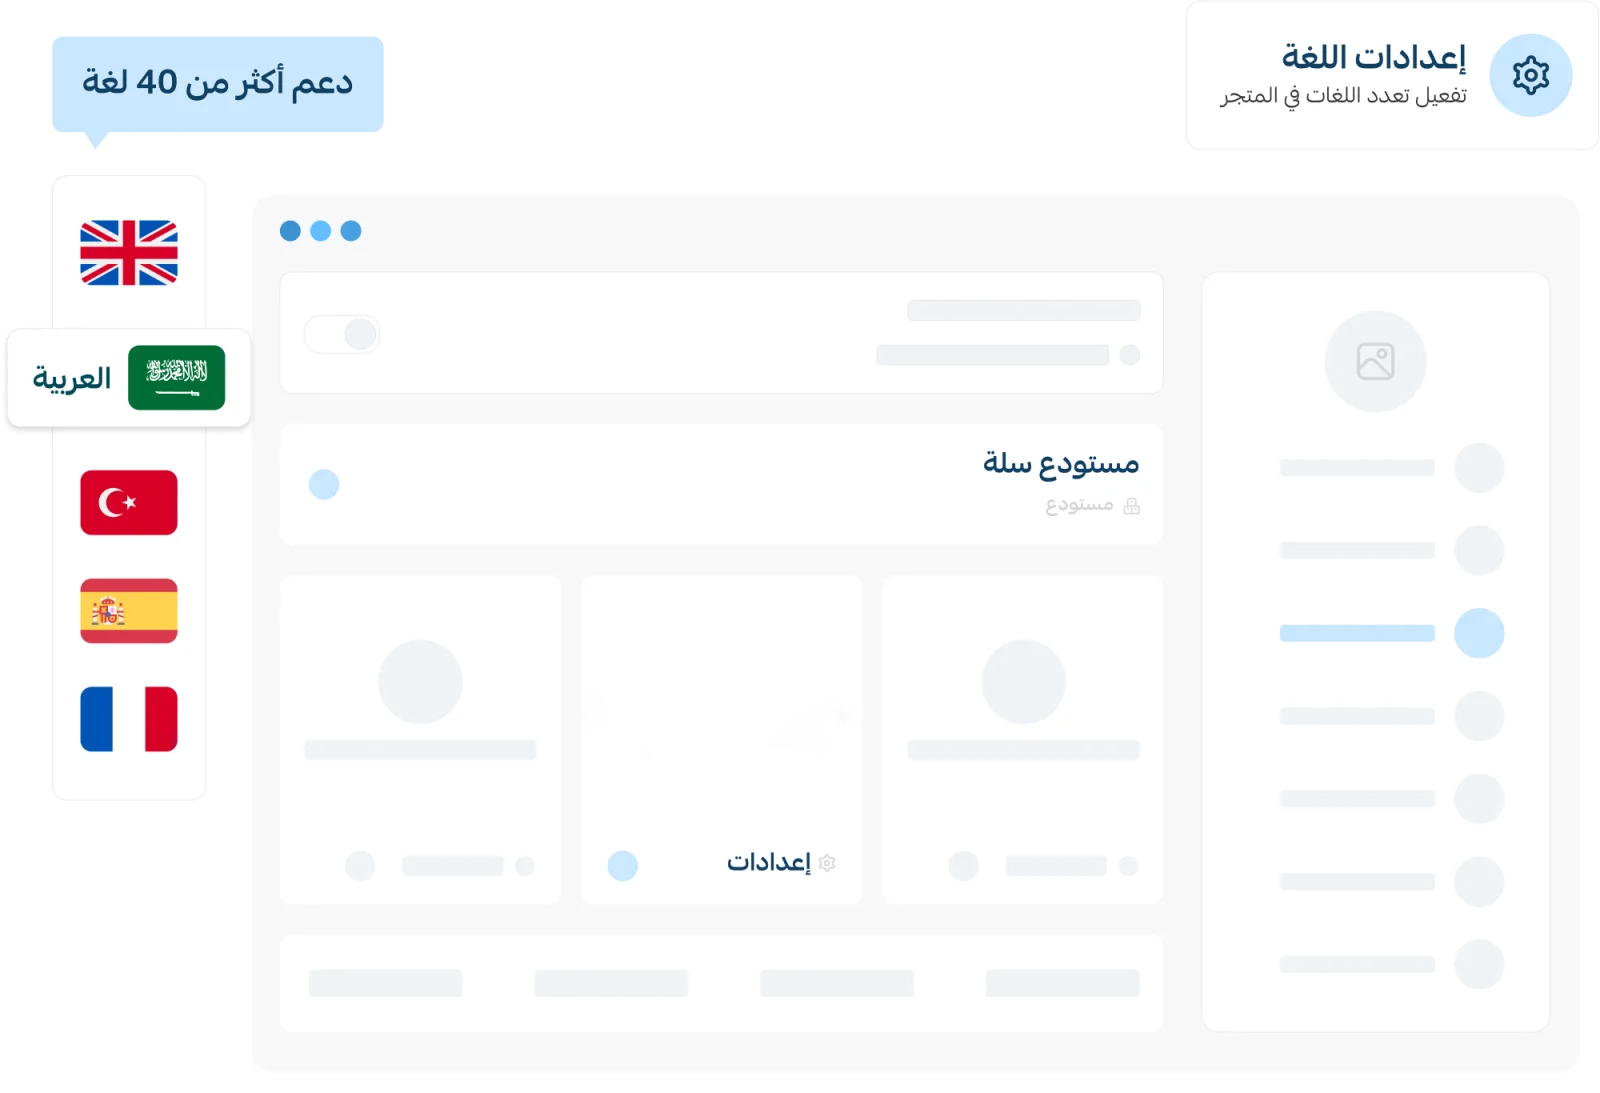 إعدادات اللغة
تفعيل تعدد اللغات في المتجر
دعم أكثر من 40 لغة
العربية
مستودع سلة
مستودع
إعدادات